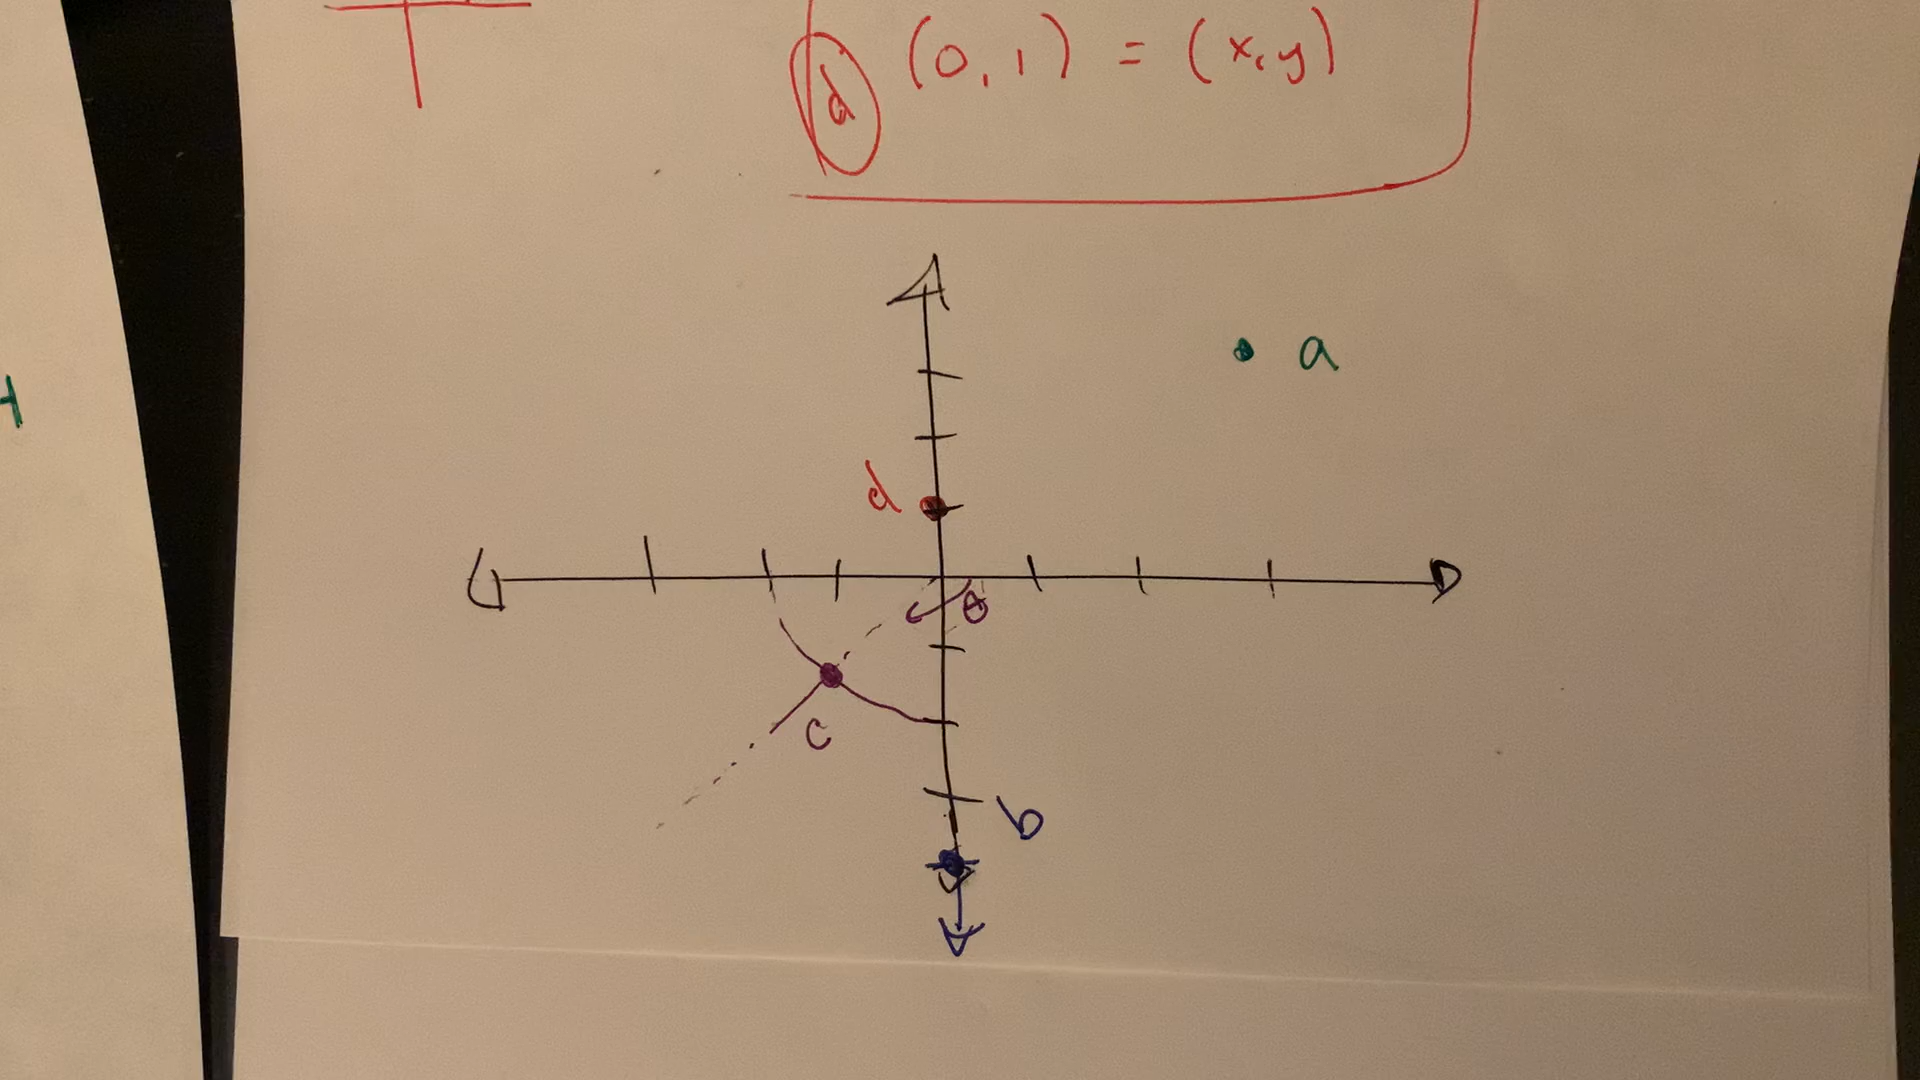 d (0, 1) = (x, y)
a
d
θ
c
b